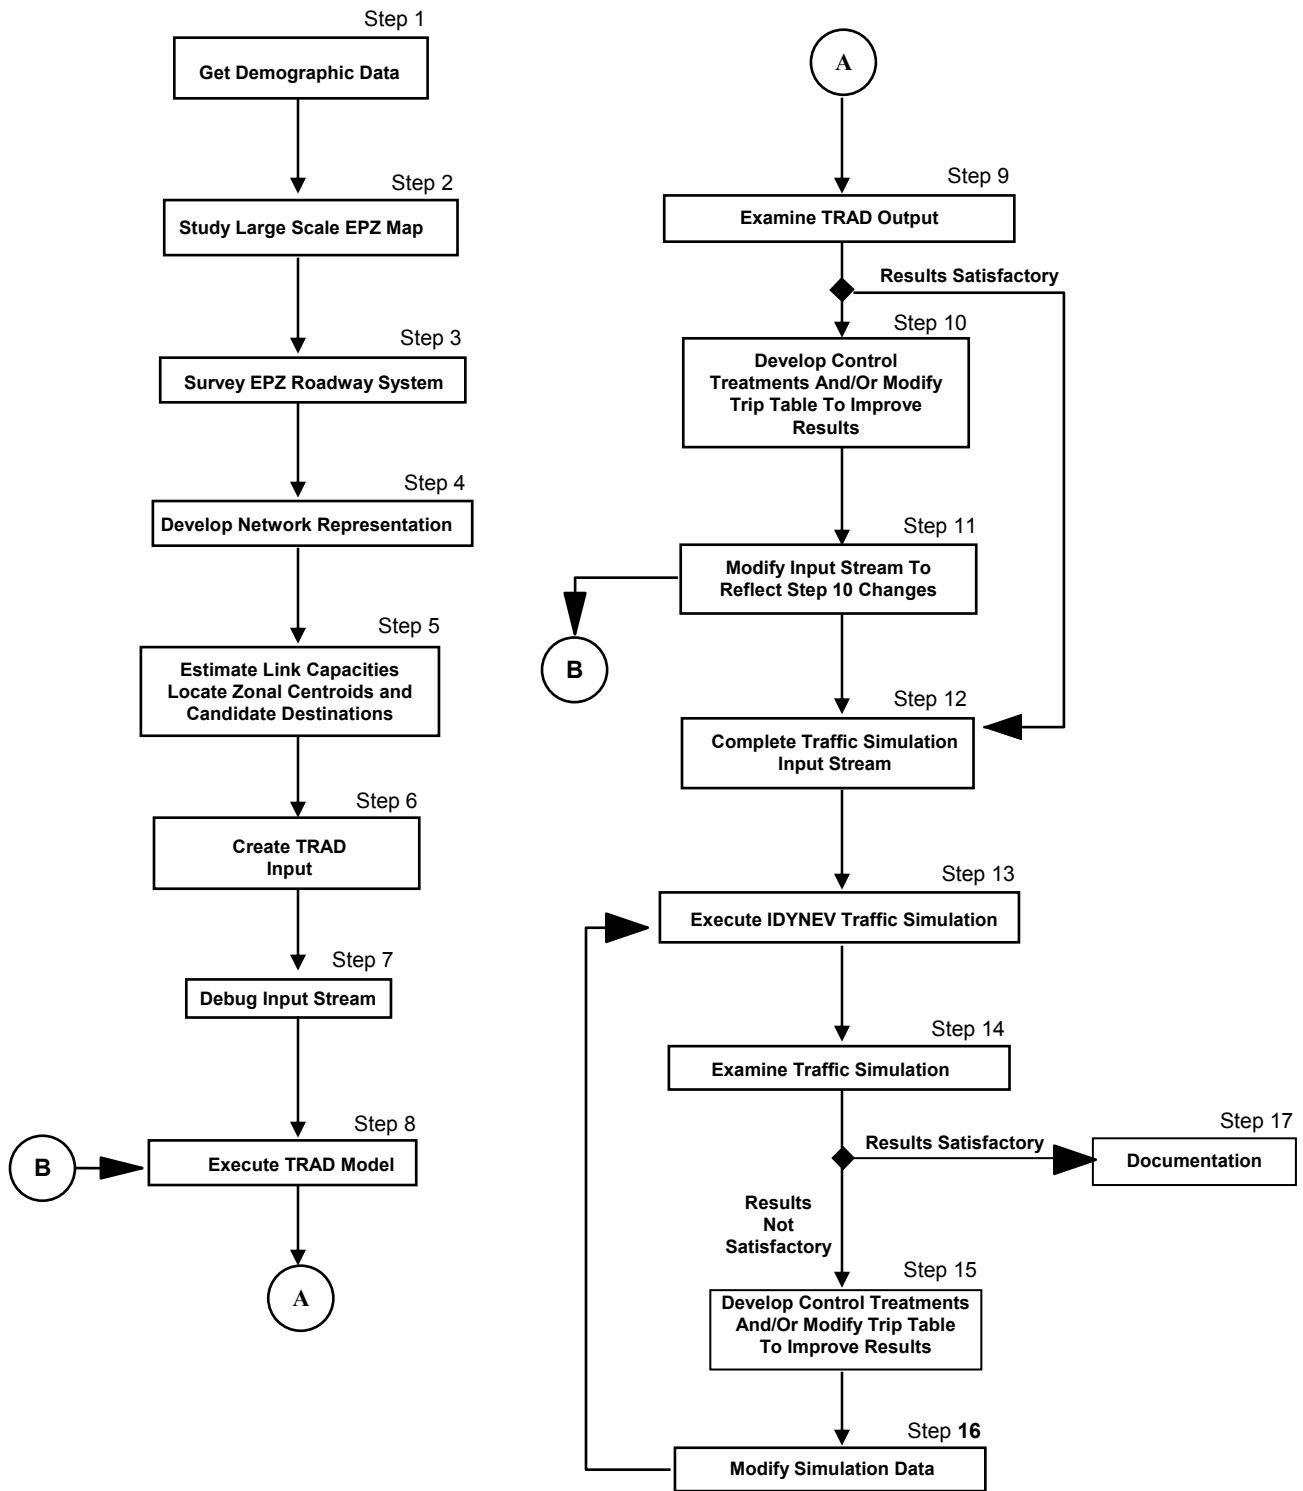 Step 1
Get Demographic Data
Step 2
Study Large Scale EPZ Map
Step 3
Survey EPZ Roadway System
Step 4
Develop Network Representation
Step 5
Estimate Link Capacities
Locate Zonal Centroids and
Candidate Destinations
Step 6
Create TRAD
Input
Step 7
Debug Input Stream
Step 8
B
Execute TRAD Model
A
A
Step 9
Examine TRAD Output
Results Satisfactory
Step 10
Develop Control
Treatments And/Or Modify
Trip Table To Improve
Results
Step 11
Modify Input Stream To
Reflect Step 10 Changes
B
Step 12
Complete Traffic Simulation
Input Stream
Step 13
Execute IDYNEV Traffic Simulation
Step 14
Examine Traffic Simulation
Results Satisfactory
Step 17
Documentation
Results
Not
Satisfactory
Step 15
Develop Control Treatments
And/Or Modify Trip Table
To Improve Results
Step 16
Modify Simulation Data